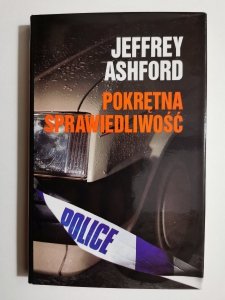 JEFFREY
ASHFORD
POKRĘTNA
SPRAWIEDLIWOŚĆ
POLICE